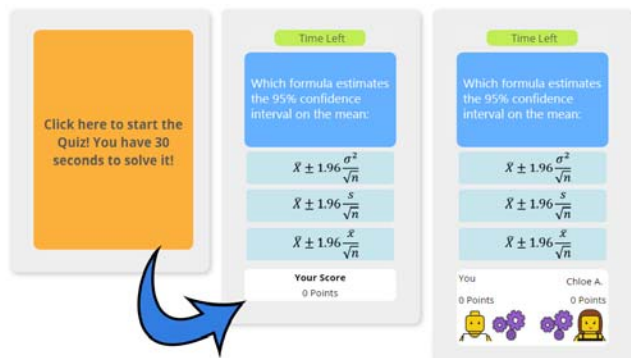 Click here to start the
Quiz! You have 30
seconds to solve it!
Time Left
Which formula estimates
the 95% confidence
interval on the mean:
X̄ ± 1.96 σ²/√n
X̄ ± 1.96 s/√n
X̄ ± 1.96 x̄/√n
Your Score
0 Points
Time Left
Which formula estimates
the 95% confidence
interval on the mean:
X̄ ± 1.96 σ²/√n
X̄ ± 1.96 s/√n
X̄ ± 1.96 x̄/√n
You Chloe A.
0 Points 0 Points